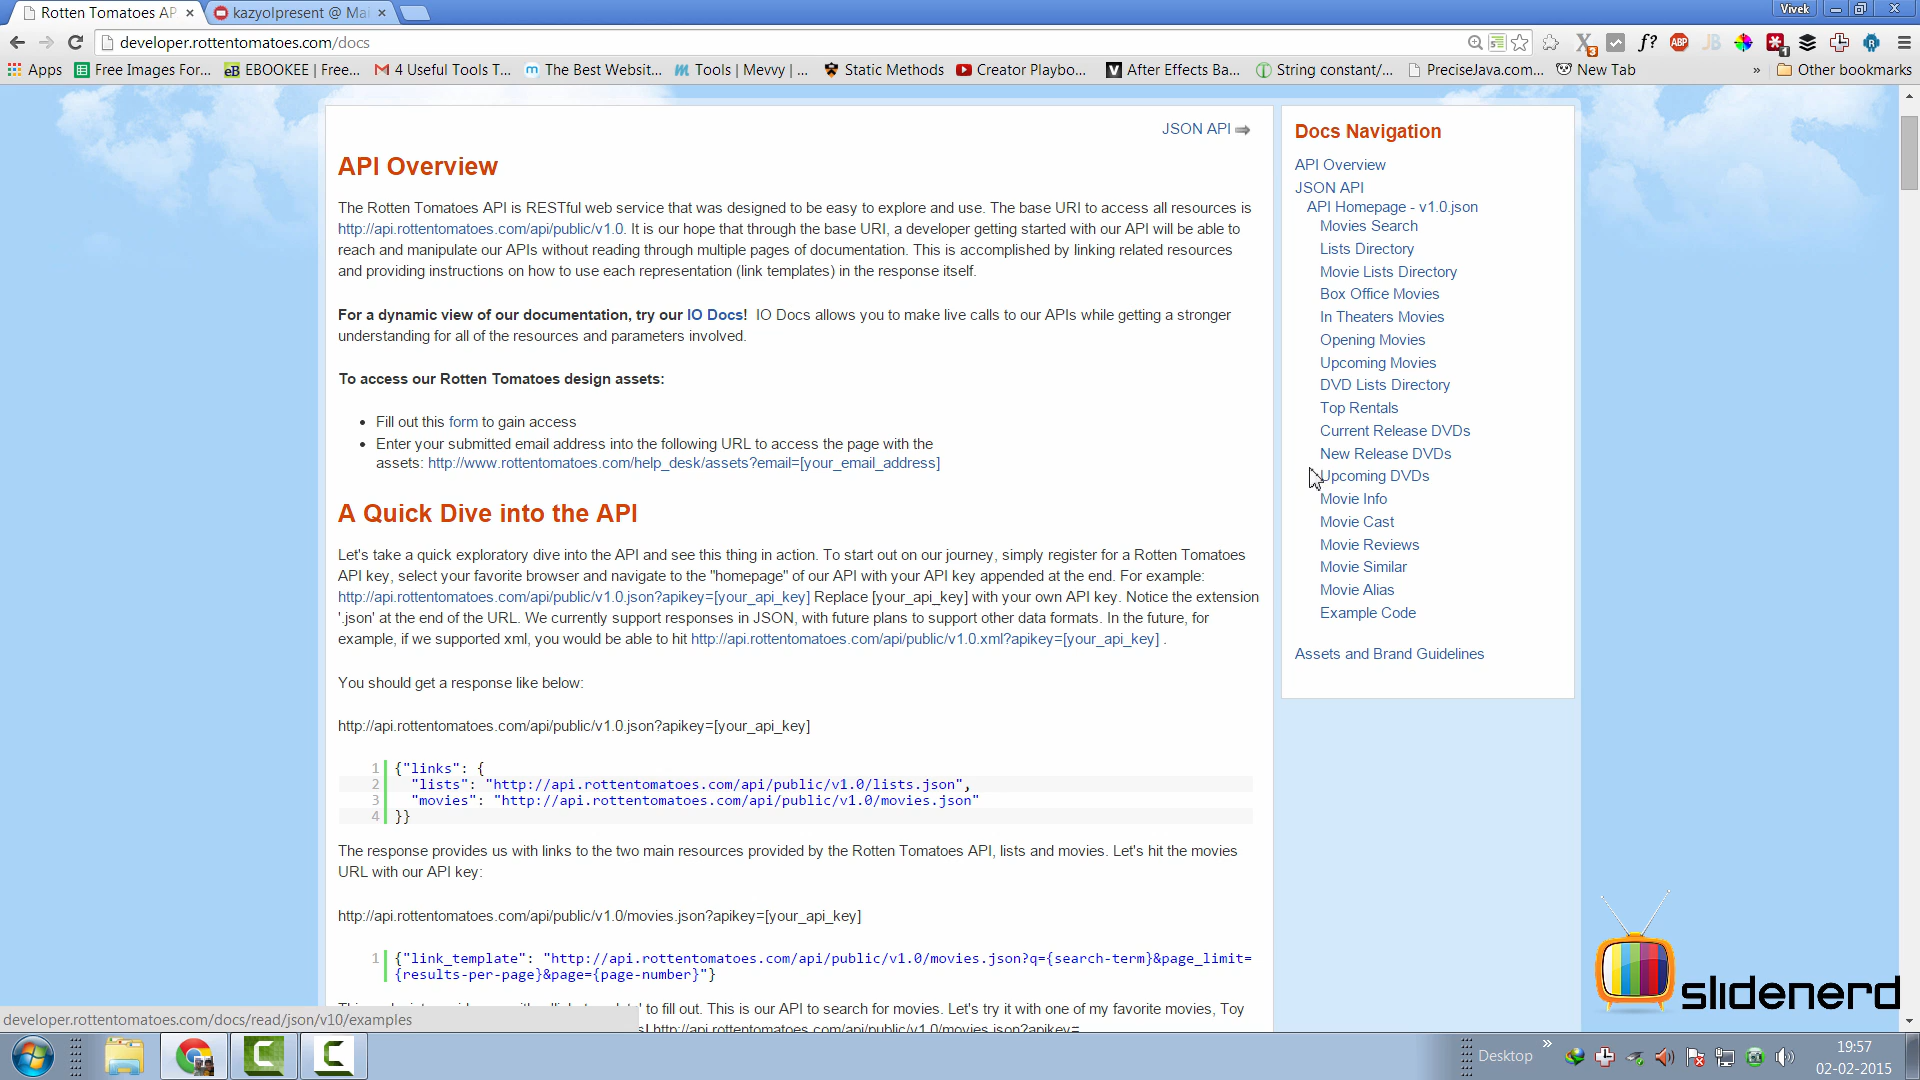 Rotten Tomatoes AP
kazyolpresent @ Mai
Vivek
developer.rottentomatoes.com/docs
f?
ABP
JB
Apps
Free Images For...
EBOOKEE | Free...
4 Useful Tools T...
The Best Websit...
Tools | Mevvy | ...
Static Methods
Creator Playbo...
After Effects Ba...
String constant/...
PreciseJava.com...
New Tab
»
Other bookmarks
JSON API
API Overview
The Rotten Tomatoes API is RESTful web service that was designed to be easy to explore and use. The base URI to access all resources is
http://api.rottentomatoes.com/api/public/v1.0. It is our hope that through the base URI, a developer getting started with our API will be able to
reach and manipulate our APIs without reading through multiple pages of documentation. This is accomplished by linking related resources
and providing instructions on how to use each representation (link templates) in the response itself.
For a dynamic view of our documentation, try our IO Docs! IO Docs allows you to make live calls to our APIs while getting a stronger
understanding for all of the resources and parameters involved.
To access our Rotten Tomatoes design assets:
• Fill out this form to gain access
• Enter your submitted email address into the following URL to access the page with the
assets: http://www.rottentomatoes.com/help_desk/assets?email=[your_email_address]
A Quick Dive into the API
Let's take a quick exploratory dive into the API and see this thing in action. To start out on our journey, simply register for a Rotten Tomatoes
API key, select your favorite browser and navigate to the "homepage" of our API with your API key appended at the end. For example:
http://api.rottentomatoes.com/api/public/v1.0.json?apikey=[your_api_key] Replace [your_api_key] with your own API key. Notice the extension
'.json' at the end of the URL. We currently support responses in JSON, with future plans to support other data formats. In the future, for
example, if we supported xml, you would be able to hit http://api.rottentomatoes.com/api/public/v1.0.xml?apikey=[your_api_key] .
You should get a response like below:
http://api.rottentomatoes.com/api/public/v1.0.json?apikey=[your_api_key]
1 {"links": {
2 "lists": "http://api.rottentomatoes.com/api/public/v1.0/lists.json",
3 "movies": "http://api.rottentomatoes.com/api/public/v1.0/movies.json"
4 }}
The response provides us with links to the two main resources provided by the Rotten Tomatoes API, lists and movies. Let's hit the movies
URL with our API key:
http://api.rottentomatoes.com/api/public/v1.0/movies.json?apikey=[your_api_key]
1 {"link_template": "http://api.rottentomatoes.com/api/public/v1.0/movies.json?q={search-term}&page_limit=
{results-per-page}&page={page-number}"}
to fill out. This is our API to search for movies. Let's try it with one of my favorite movies, Toy
http://api.rottentomatoes.com/api/public/v1.0/movies.json?apikey=
Docs Navigation
API Overview
JSON API
API Homepage - v1.0.json
Movies Search
Lists Directory
Movie Lists Directory
Box Office Movies
In Theaters Movies
Opening Movies
Upcoming Movies
DVD Lists Directory
Top Rentals
Current Release DVDs
New Release DVDs
Upcoming DVDs
Movie Info
Movie Cast
Movie Reviews
Movie Similar
Movie Alias
Example Code
Assets and Brand Guidelines
slidenerd
developer.rottentomatoes.com/docs/read/json/v10/examples
Desktop
»
19:57
02-02-2015